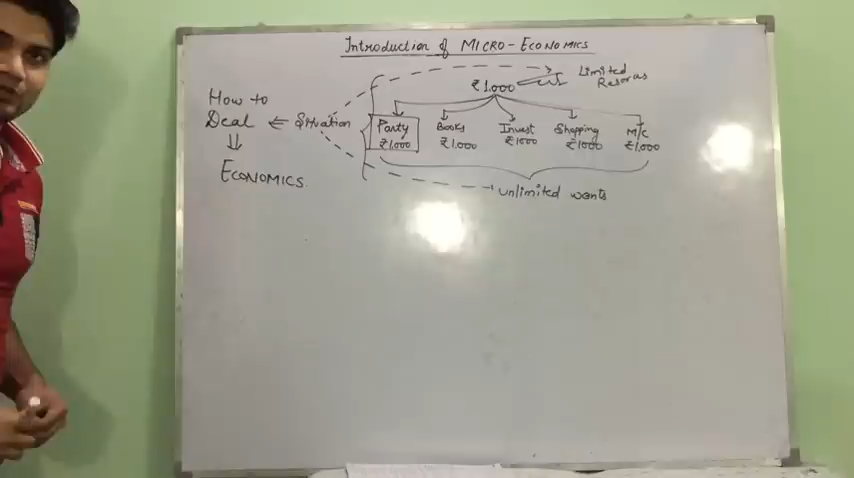 Introduction of MICRO-ECONOMICS
₹1,000
Limited
Resoras
How to
Deal ⇐ Situation
⇓
ECONOMICS.
Party Books Invest Shopping M/C
₹1,000 ₹1,000 ₹1000 ₹1000 ₹1,000
unlimited wants